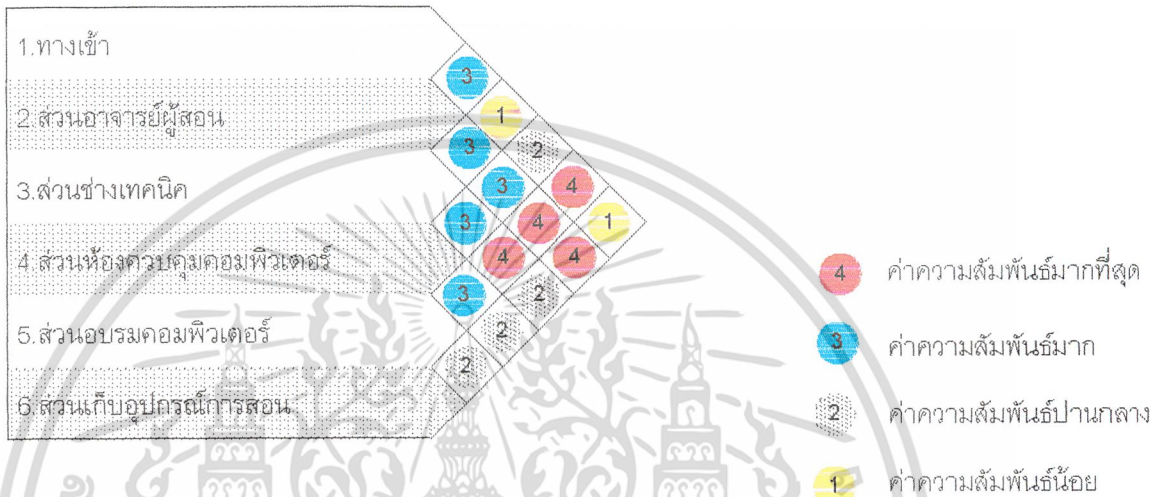 1.ทางเข้า
3
2.ส่วนอาจารย์ผู้สอน
1
3
2
3.ส่วนช่างเทคนิค
3
4
3
4
1
4.ส่วนห้องควบคุมคอมพิวเตอร์
4
4
3
2
5.ส่วนอบรมคอมพิวเตอร์
2
2
6.ส่วนเก็บอุปกรณ์การสอน
4 ค่าความสัมพันธ์มากที่สุด
3 ค่าความสัมพันธ์มาก
2 ค่าความสัมพันธ์ปานกลาง
1 ค่าความสัมพันธ์น้อย